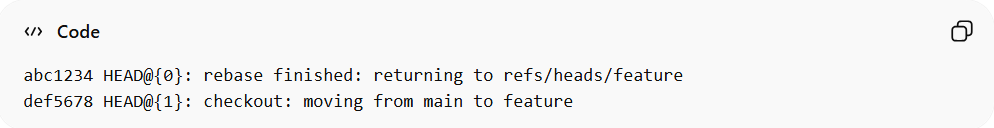 Code
abc1234 HEAD@{0}: rebase finished: returning to refs/heads/feature
def5678 HEAD@{1}: checkout: moving from main to feature